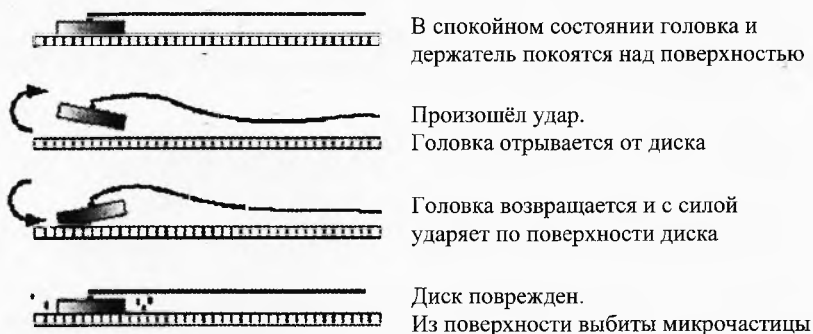 В спокойном состоянии головка и
держатель покоятся над поверхностью
Произошёл удар.
Головка отрывается от диска
Головка возвращается и с силой
ударяет по поверхности диска
Диск поврежден.
Из поверхности выбиты микрочастицы